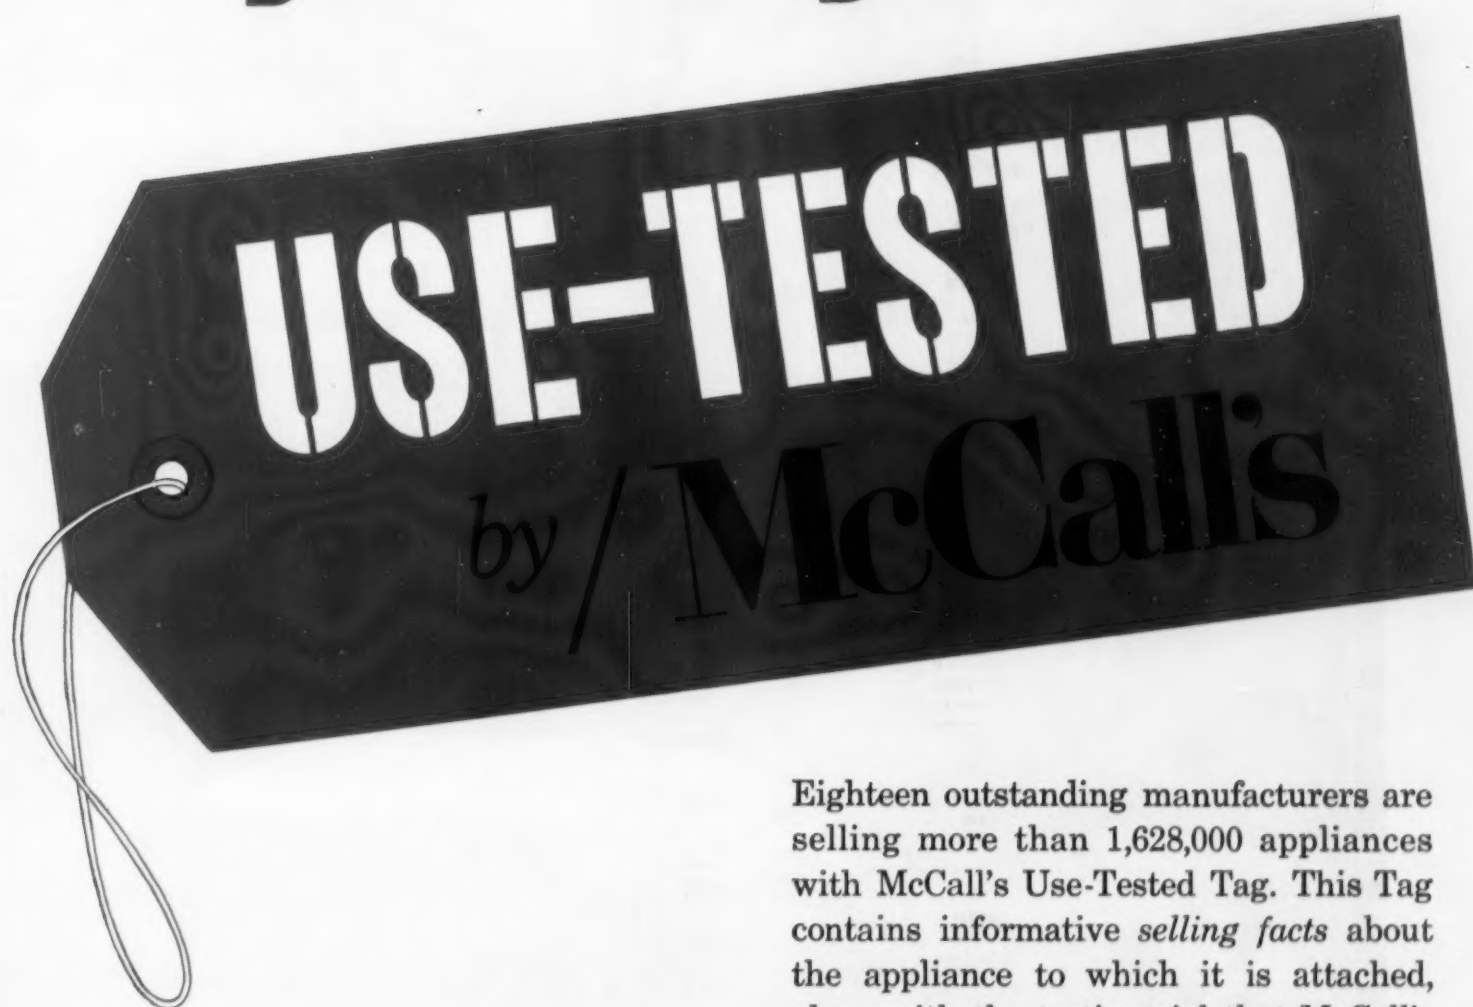 USE-TESTED
by/McCall's
Eighteen outstanding manufacturers are
selling more than 1,628,000 appliances
with McCall's Use-Tested Tag. This Tag
contains informative selling facts about
the appliance to which it is attached,